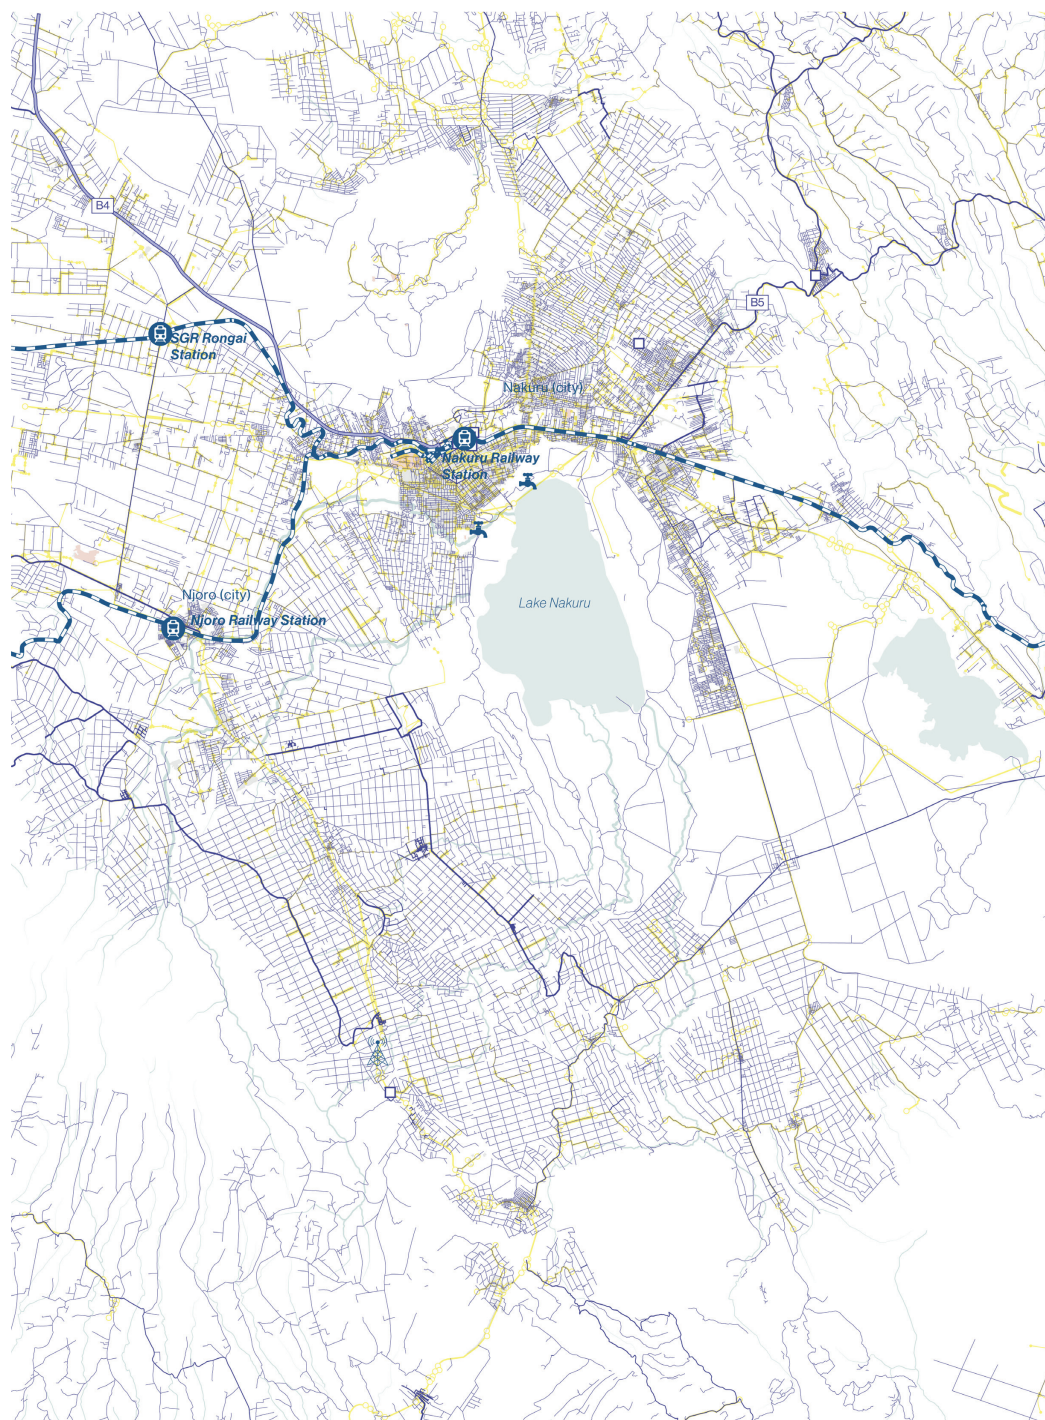 B4
B5
SGR Rongai
Station
Nakuru (city)
Nakuru Railway
Station
Njoro (city)
Lake Nakuru
Njoro Railway Station